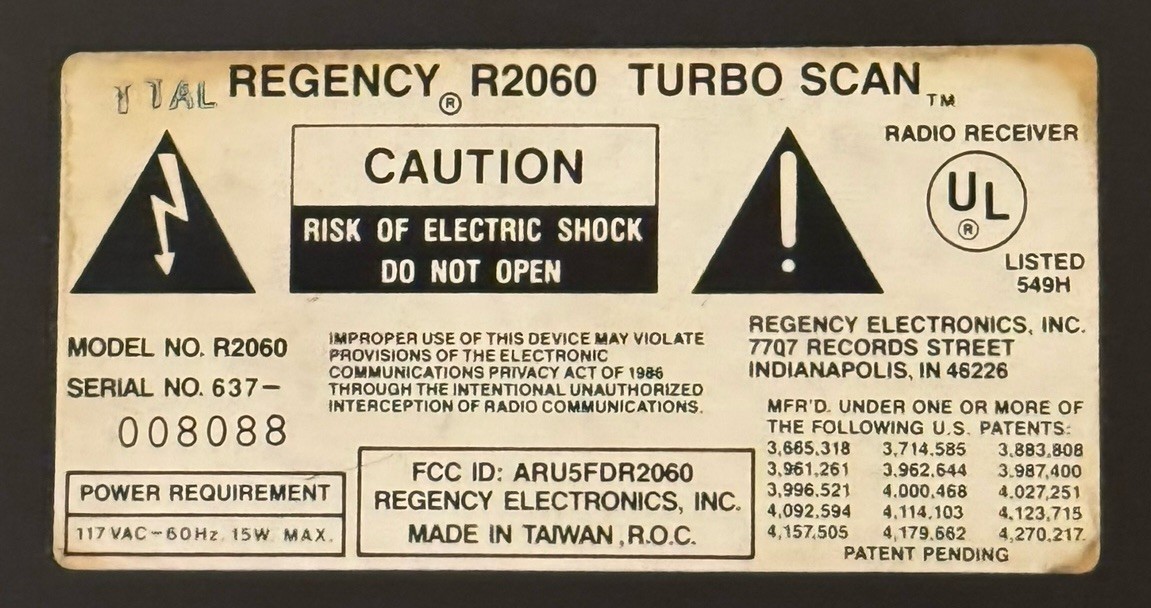 REGENCY® R2060 TURBO SCAN™
RADIO RECEIVER
CAUTION
RISK OF ELECTRIC SHOCK
DO NOT OPEN
UL®
LISTED
549H
MODEL NO. R2060
SERIAL NO. 637-
008088
IMPROPER USE OF THIS DEVICE MAY VIOLATE
PROVISIONS OF THE ELECTRONIC
COMMUNICATIONS PRIVACY ACT OF 1986
THROUGH THE INTENTIONAL UNAUTHORIZED
INTERCEPTION OF RADIO COMMUNICATIONS.
REGENCY ELECTRONICS, INC.
7707 RECORDS STREET
INDIANAPOLIS, IN 46226
POWER REQUIREMENT
117 VAC-60Hz 15W MAX.
FCC ID: ARU5FDR2060
REGENCY ELECTRONICS, INC.
MADE IN TAIWAN, R.O.C.
MFR'D. UNDER ONE OR MORE OF
THE FOLLOWING U.S. PATENTS:
3,665,318 3,714,585 3,883,808
3,961,261 3,962,644 3,987,400
3,996,521 4,000,468 4,027,251
4,092,594 4,114,103 4,123,715
4,157,505 4,179,662 4,270,217
PATENT PENDING